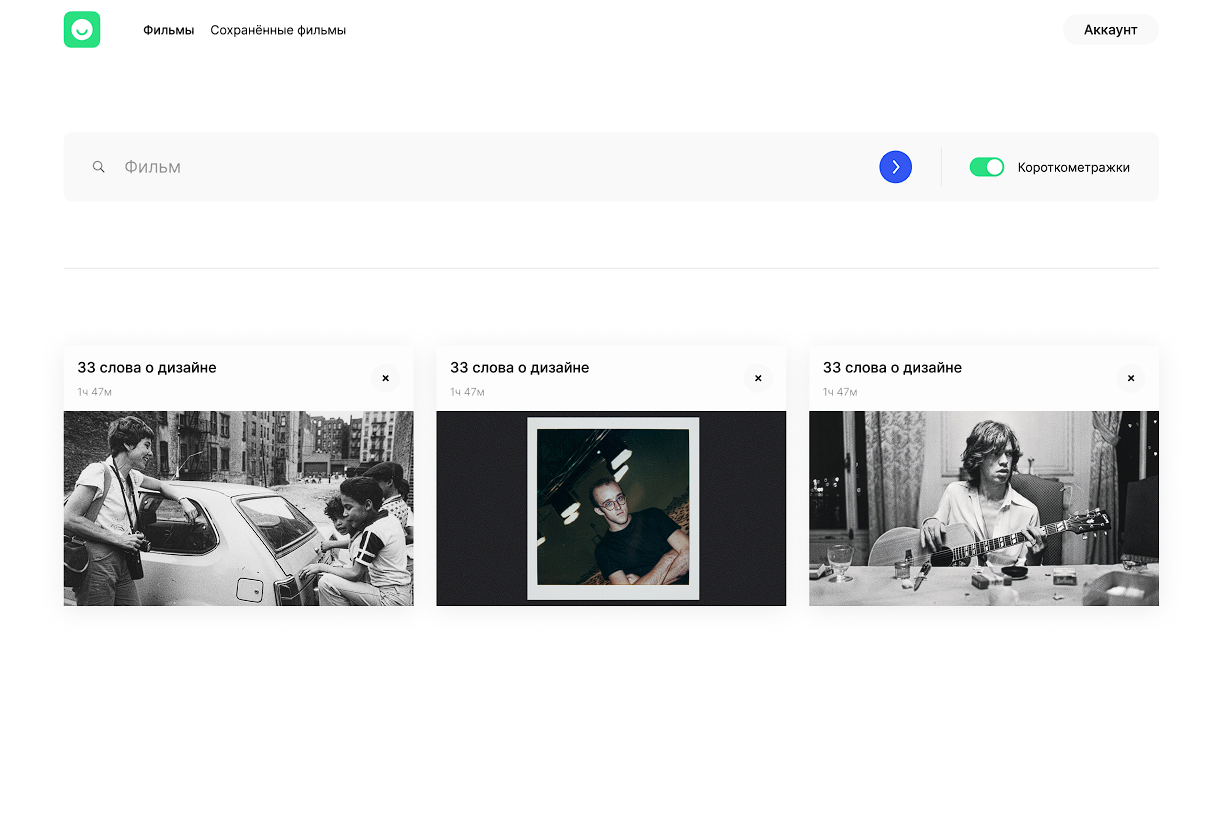 Фильмы Сохранённые фильмы Аккаунт
Фильм Короткометражки
33 слова о дизайне
1ч 47м
33 слова о дизайне
1ч 47м
33 слова о дизайне
1ч 47м